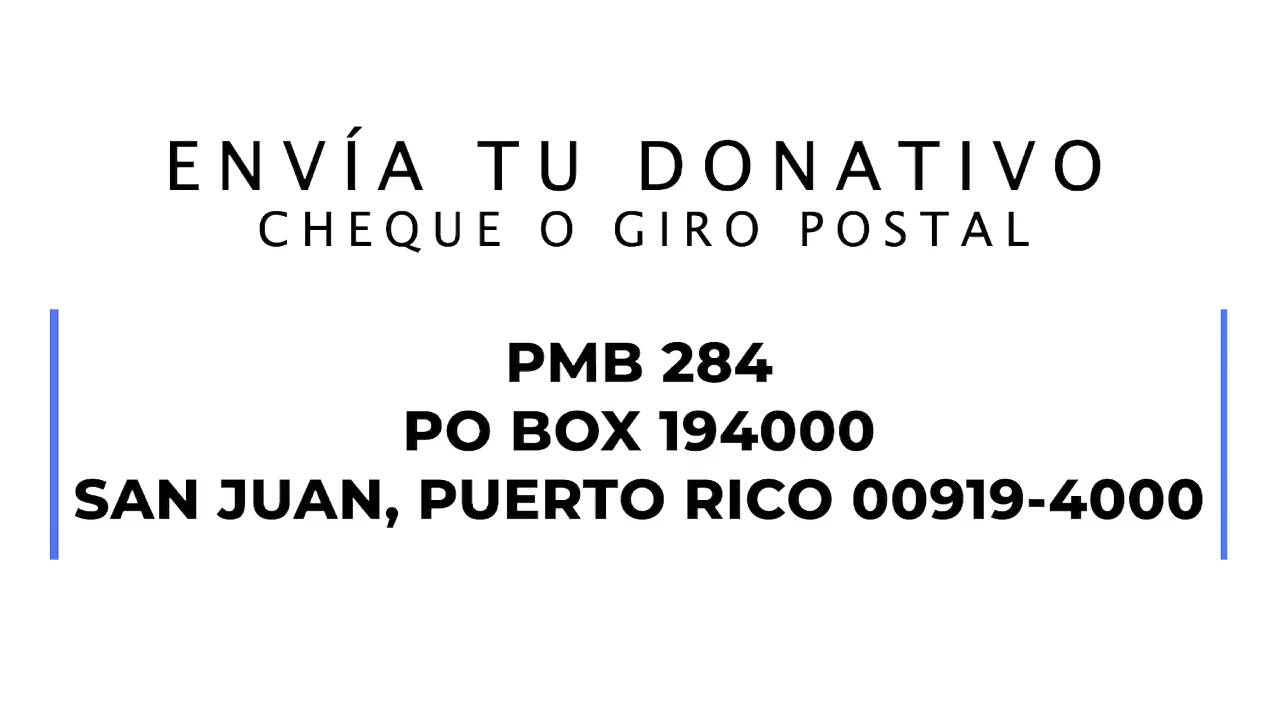 ENVÍA TU DONATIVO
CHEQUE O GIRO POSTAL
PMB 284
PO BOX 194000
SAN JUAN, PUERTO RICO 00919-4000